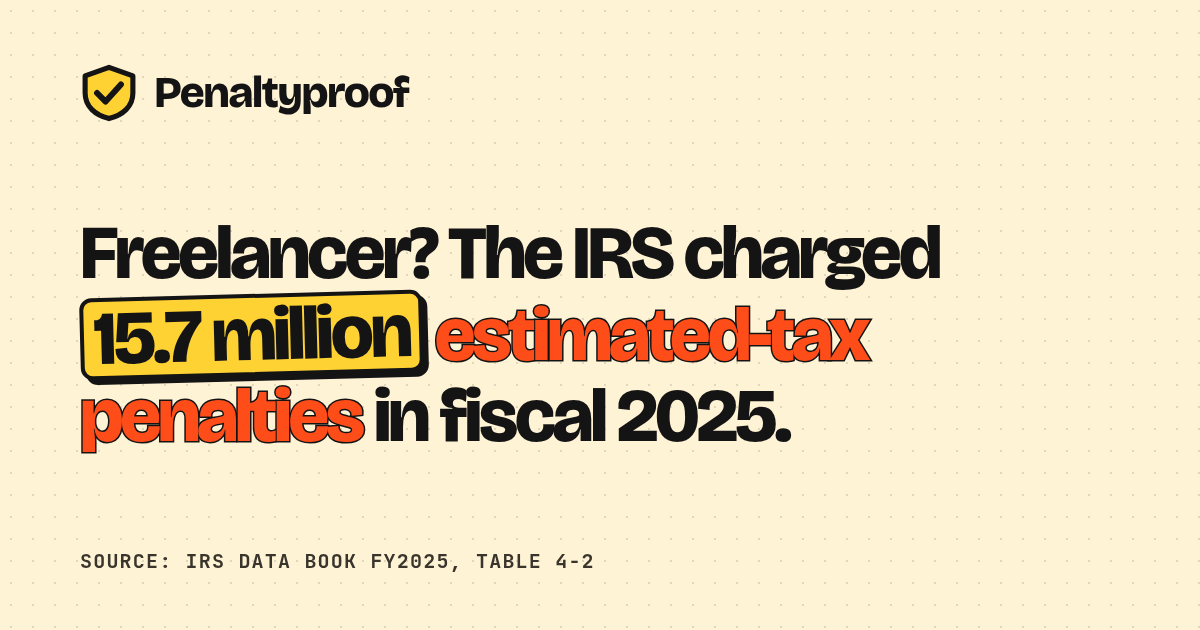 Penaltyproof
Freelancer? The IRS charged
15.7 million estimated-tax
penalties in fiscal 2025.
SOURCE: IRS DATA BOOK FY2025, TABLE 4-2